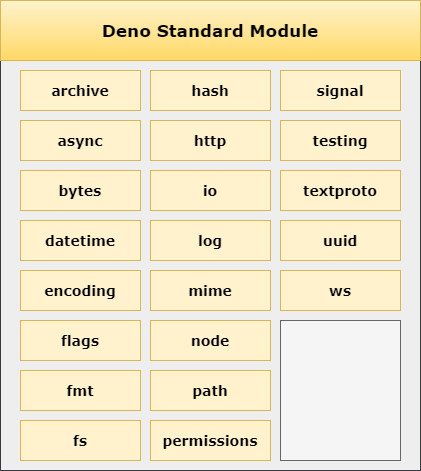 Deno Standard Module
archive
hash
signal
async
http
testing
bytes
io
textproto
datetime
log
uuid
encoding
mime
ws
flags
node
fmt
path
fs
permissions